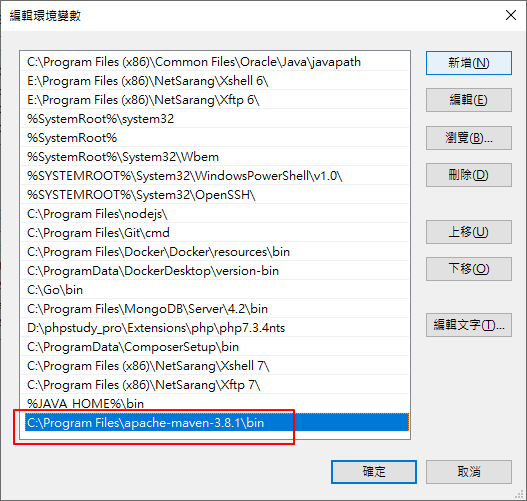 編輯環境變數
C:\Program Files (x86)\Common Files\Oracle\Java\javapath
E:\Program Files (x86)\NetSarang\Xshell 6\
E:\Program Files (x86)\NetSarang\Xftp 6\
%SystemRoot%\system32
%SystemRoot%
%SystemRoot%\System32\Wbem
%SYSTEMROOT%\System32\WindowsPowerShell\v1.0\
%SYSTEMROOT%\System32\OpenSSH\
C:\Program Files\nodejs\
C:\Program Files\Git\cmd
C:\Program Files\Docker\Docker\resources\bin
C:\ProgramData\DockerDesktop\version-bin
C:\Go\bin
C:\Program Files\MongoDB\Server\4.2\bin
D:\phpstudy_pro\Extensions\php\php7.3.4nts
C:\ProgramData\ComposerSetup\bin
C:\Program Files (x86)\NetSarang\Xshell 7\
C:\Program Files (x86)\NetSarang\Xftp 7\
%JAVA_HOME%\bin
C:\Program Files\apache-maven-3.8.1\bin
新增(N)
編輯(E)
瀏覽(B)...
刪除(D)
上移(U)
下移(O)
編輯文字(T)...
確定
取消